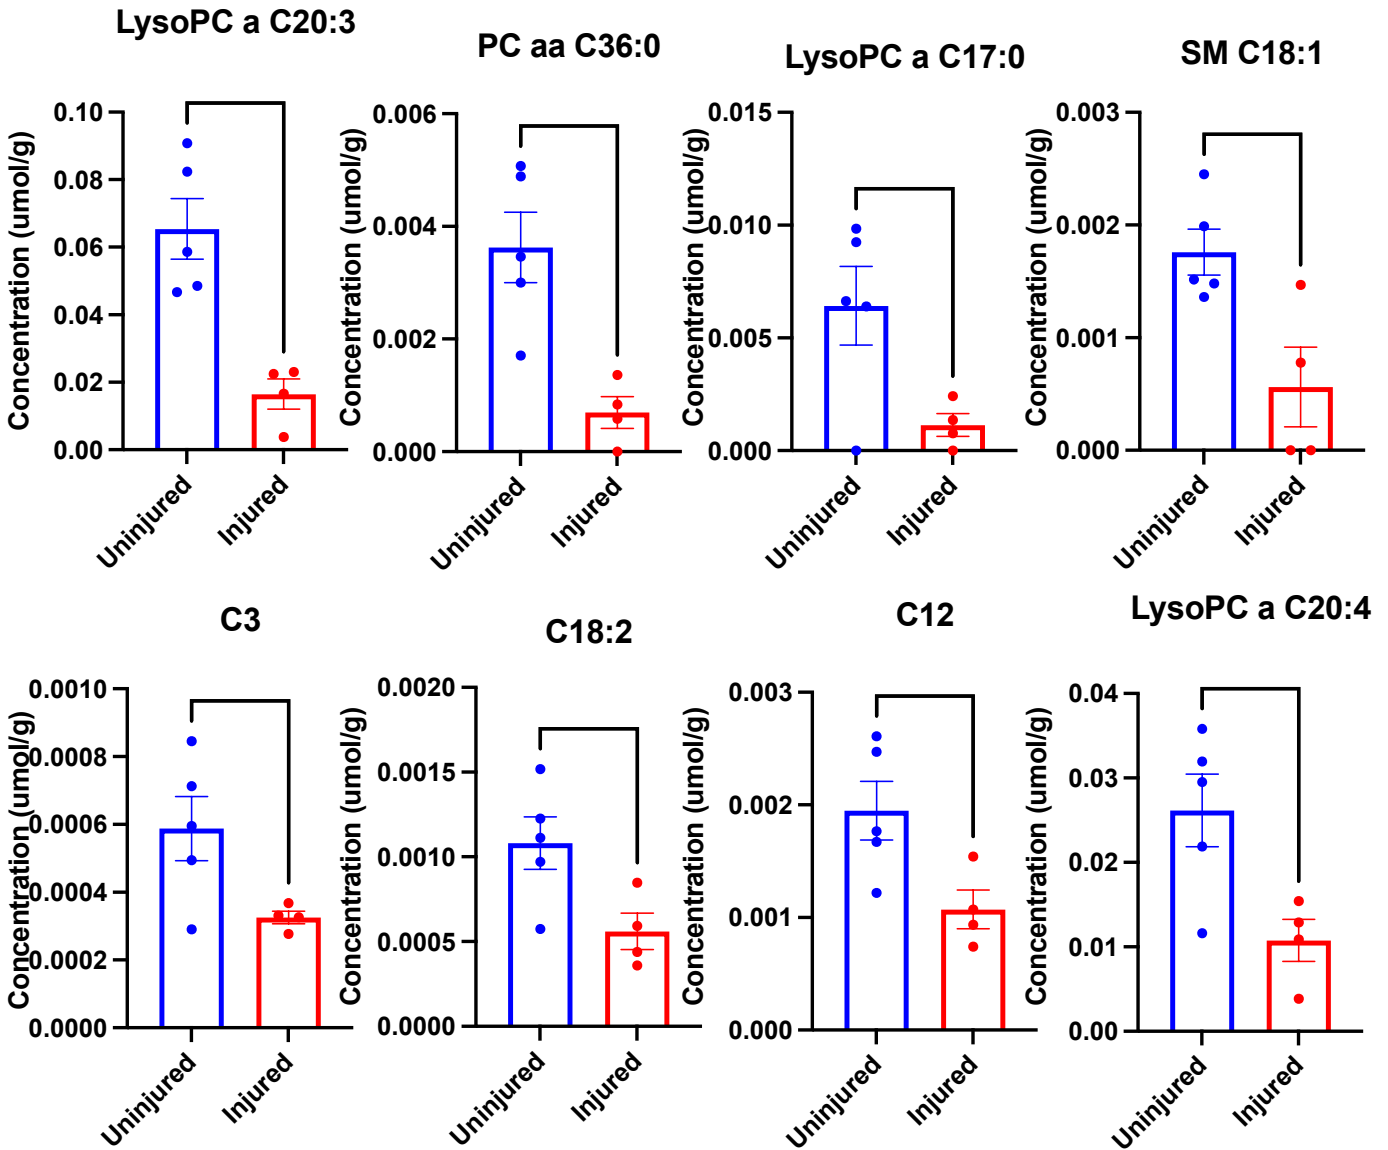 LysoPC a C20:3
Concentration (umol/g)
0.10
0.08
0.06
0.04
0.02
0.00
Uninjured
Injured
PC aa C36:0
Concentration (umol/g)
0.006
0.004
0.002
0.000
Uninjured
Injured
LysoPC a C17:0
Concentration (umol/g)
0.015
0.010
0.005
0.000
Uninjured
Injured
SM C18:1
Concentration (umol/g)
0.003
0.002
0.001
0.000
Uninjured
Injured
C3
Concentration (umol/g)
0.0010
0.0008
0.0006
0.0004
0.0002
0.0000
Uninjured
Injured
C18:2
Concentration (umol/g)
0.0020
0.0015
0.0010
0.0005
0.0000
Uninjured
Injured
C12
Concentration (umol/g)
0.003
0.002
0.001
0.000
Uninjured
Injured
LysoPC a C20:4
Concentration (umol/g)
0.04
0.03
0.02
0.01
0.00
Uninjured
Injured